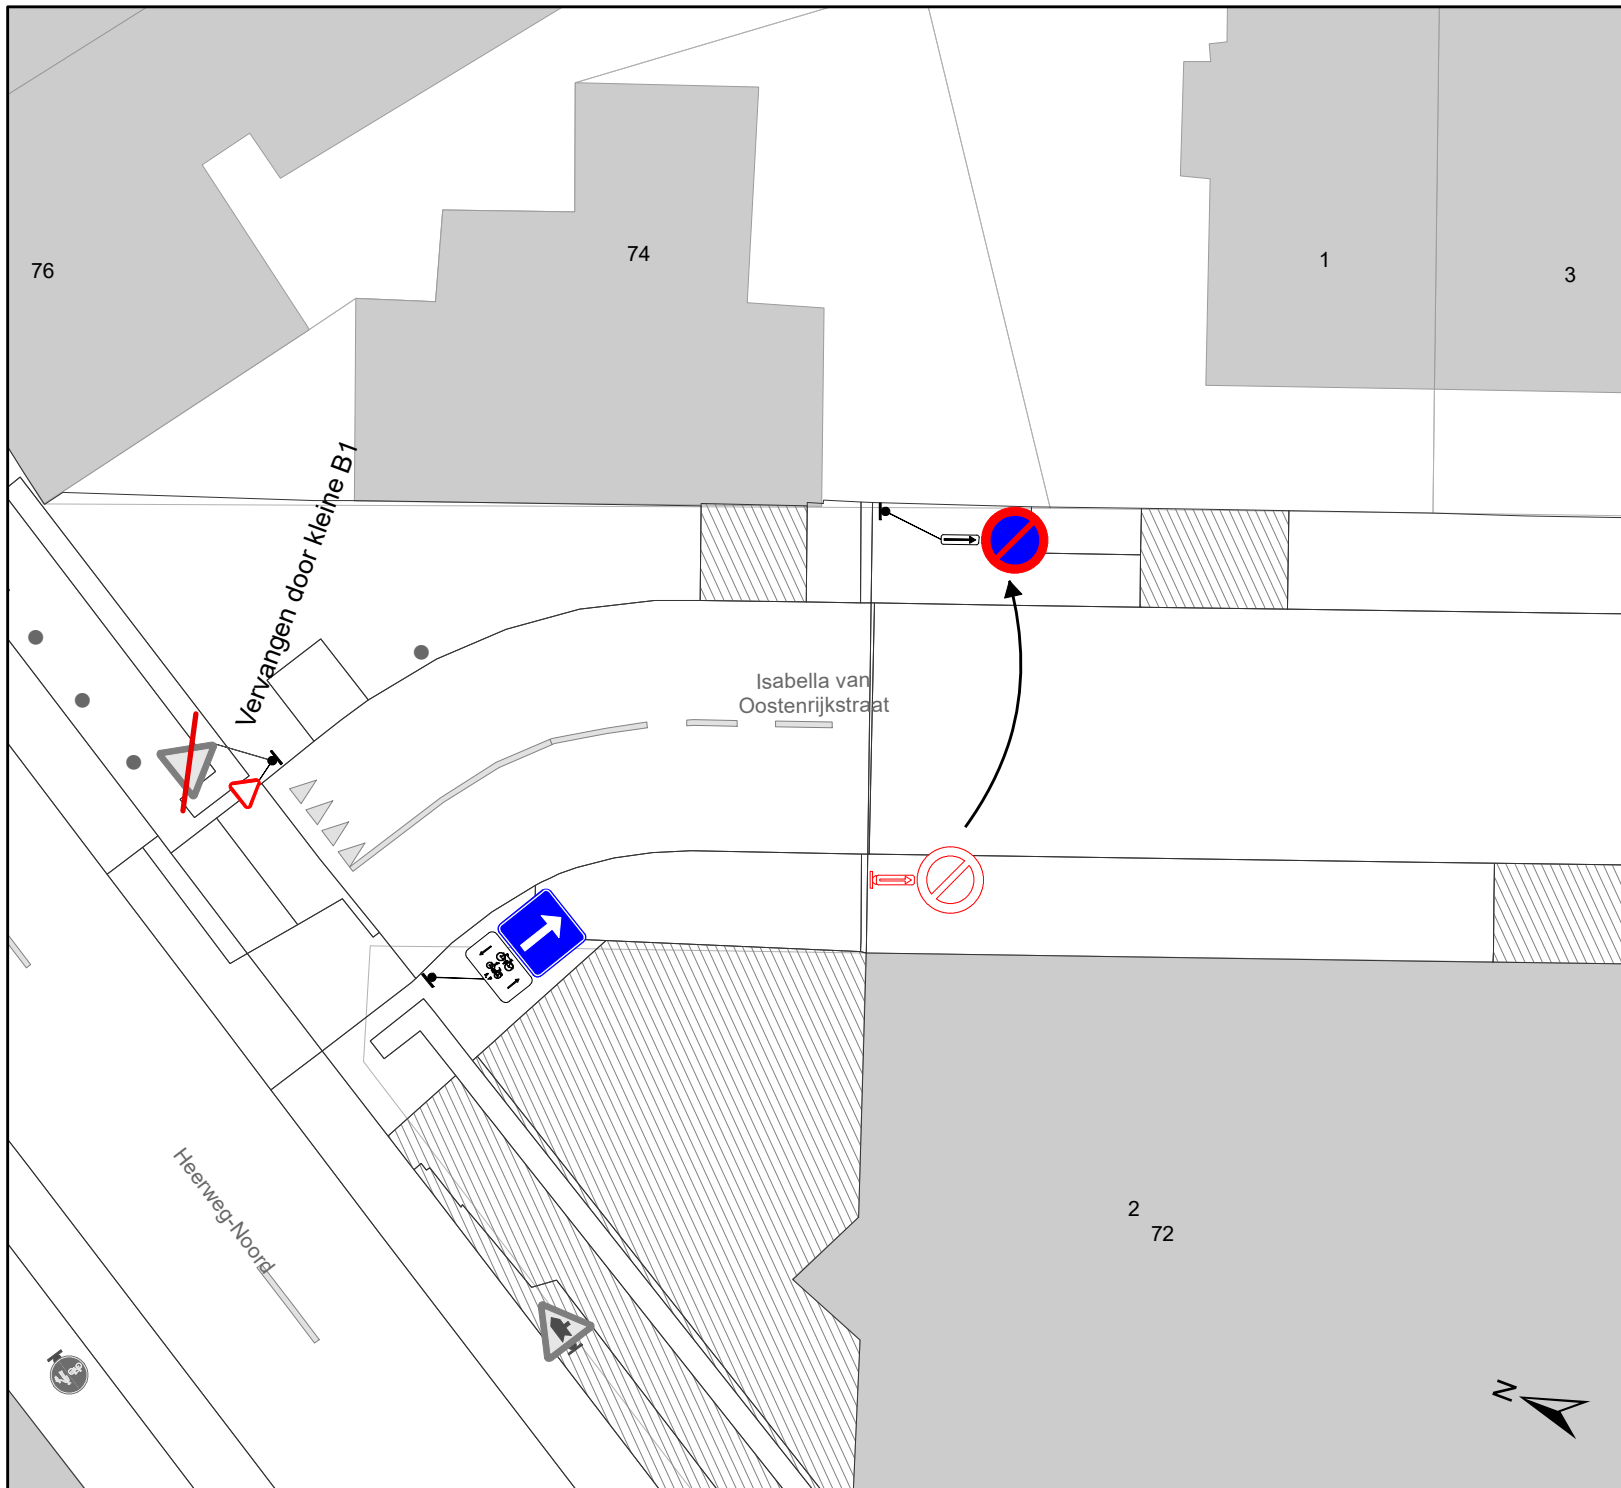 74
1
76
3
Vervangen door kleine B1
Isabella van
Oostenrijkstraat
Heerweg-Noord
2
72
N